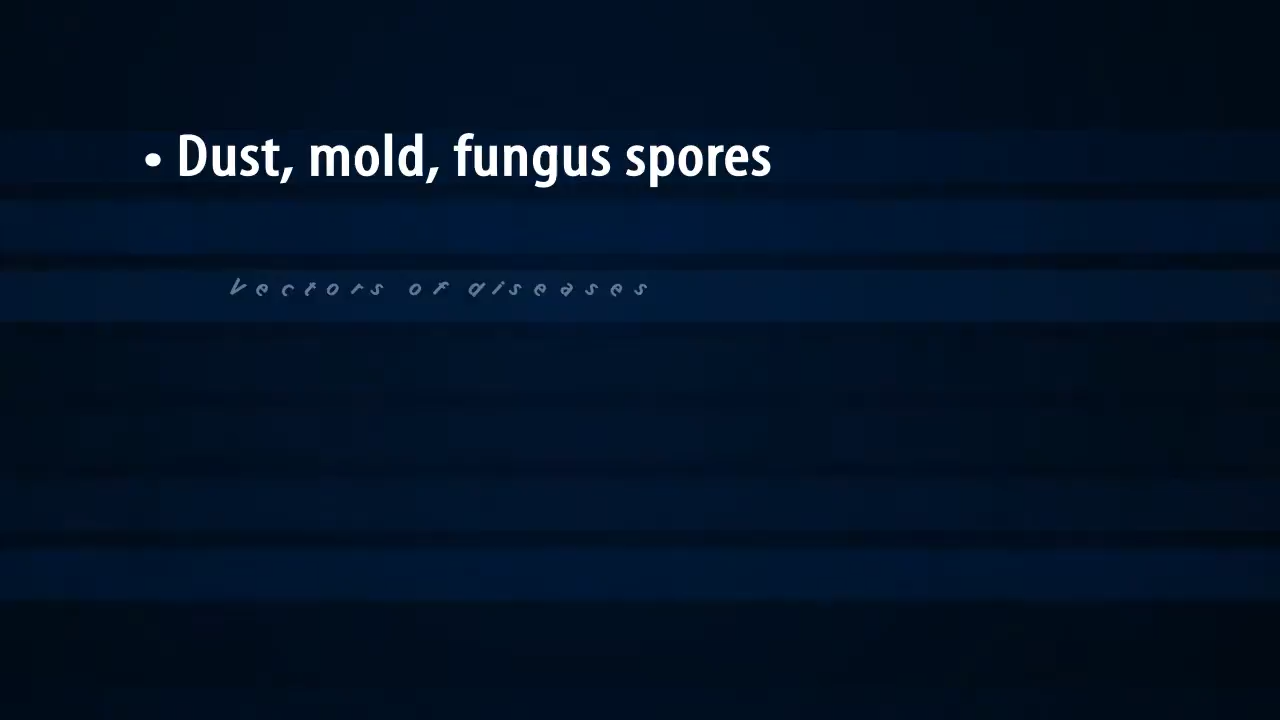 • Dust, mold, fungus spores
Vectors of diseases